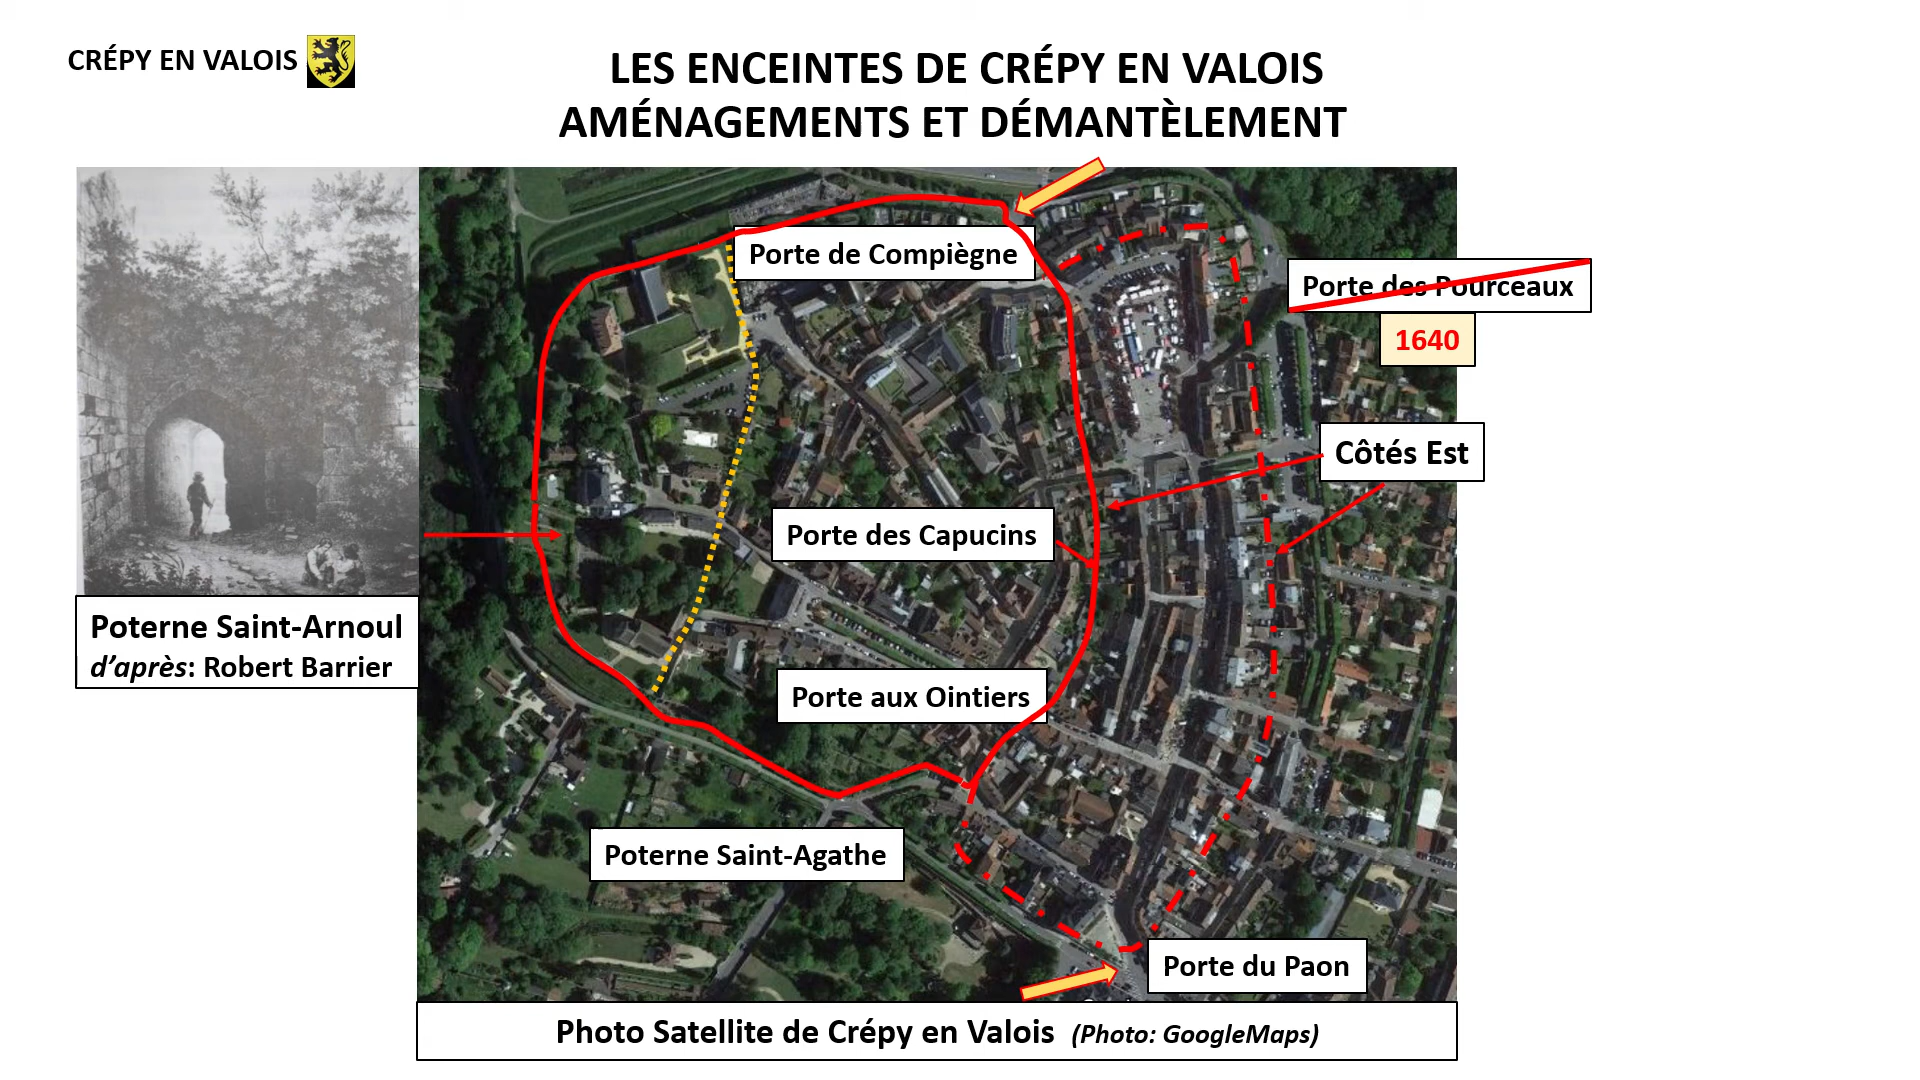 CRÉPY EN VALOIS
LES ENCEINTES DE CRÉPY EN VALOIS
AMÉNAGEMENTS ET DÉMANTÈLEMENT
Porte de Compiègne
Porte des Pourceaux
1640
Côtés Est
Porte des Capucins
Poterne Saint-Arnoul
d’après: Robert Barrier
Porte aux Ointiers
Poterne Saint-Agathe
Porte du Paon
Photo Satellite de Crépy en Valois (Photo: GoogleMaps)